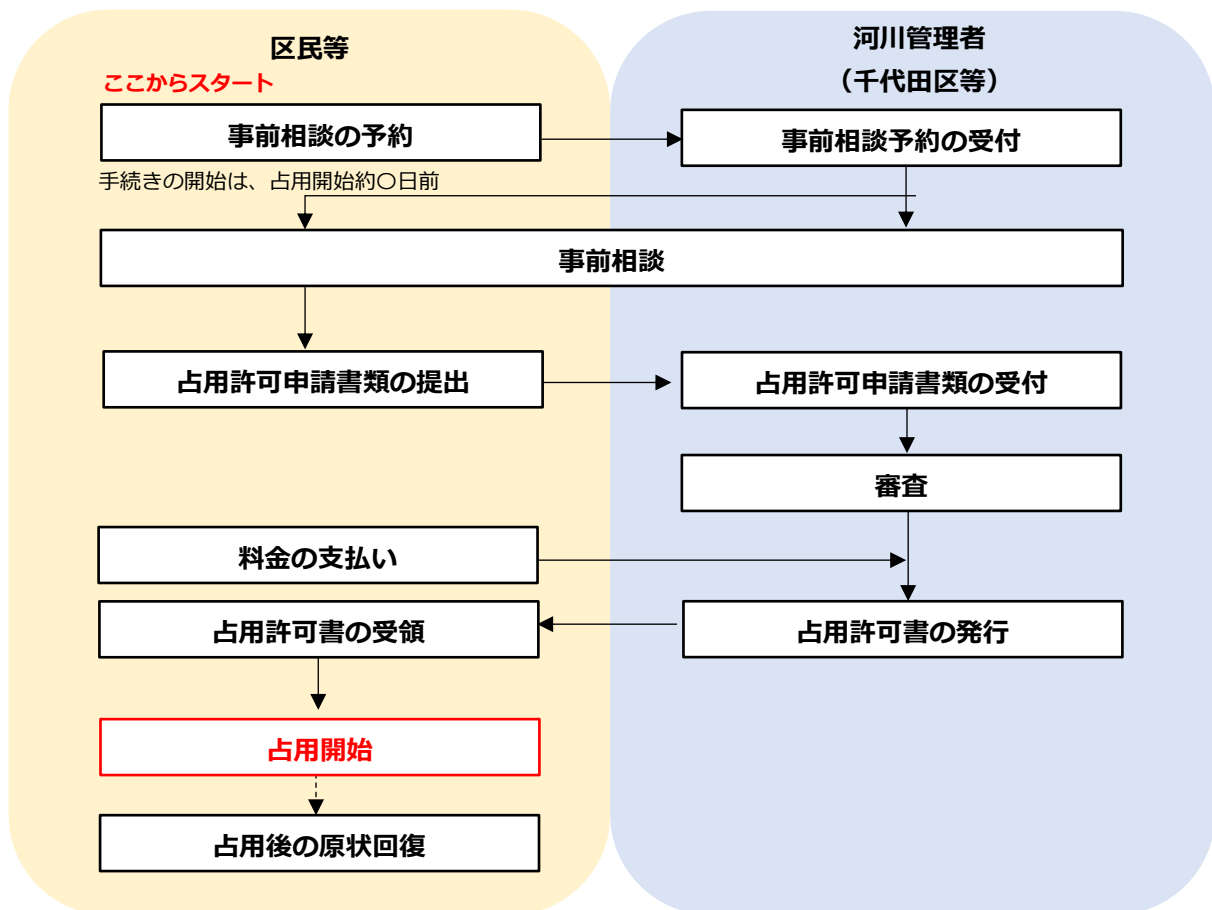 区民等
河川管理者
（千代田区等）
ここからスタート
事前相談の予約
事前相談予約の受付
手続きの開始は、占用開始約〇日前
事前相談
占用許可申請書類の提出
占用許可申請書類の受付
審査
料金の支払い
占用許可書の受領
占用許可書の発行
占用開始
占用後の原状回復